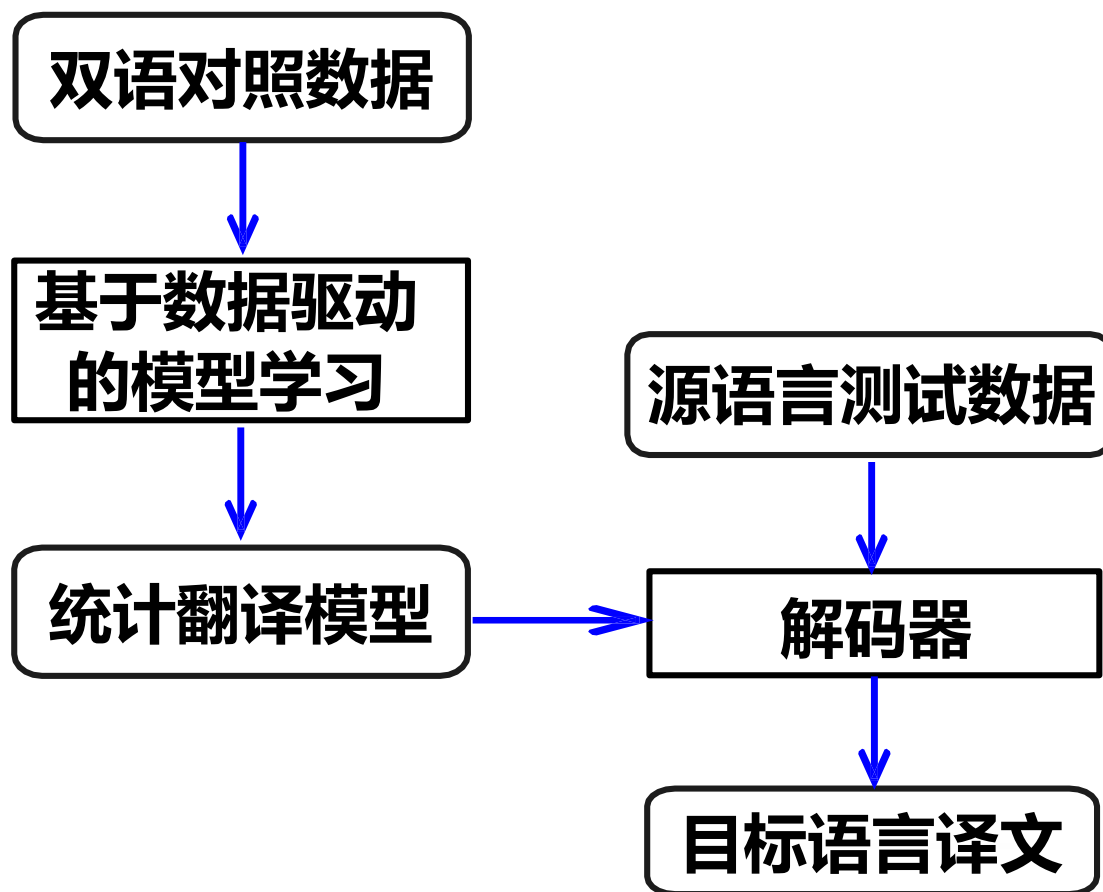 双语对照数据
基于数据驱动
的模型学习
源语言测试数据
统计翻译模型
解码器
目标语言译文